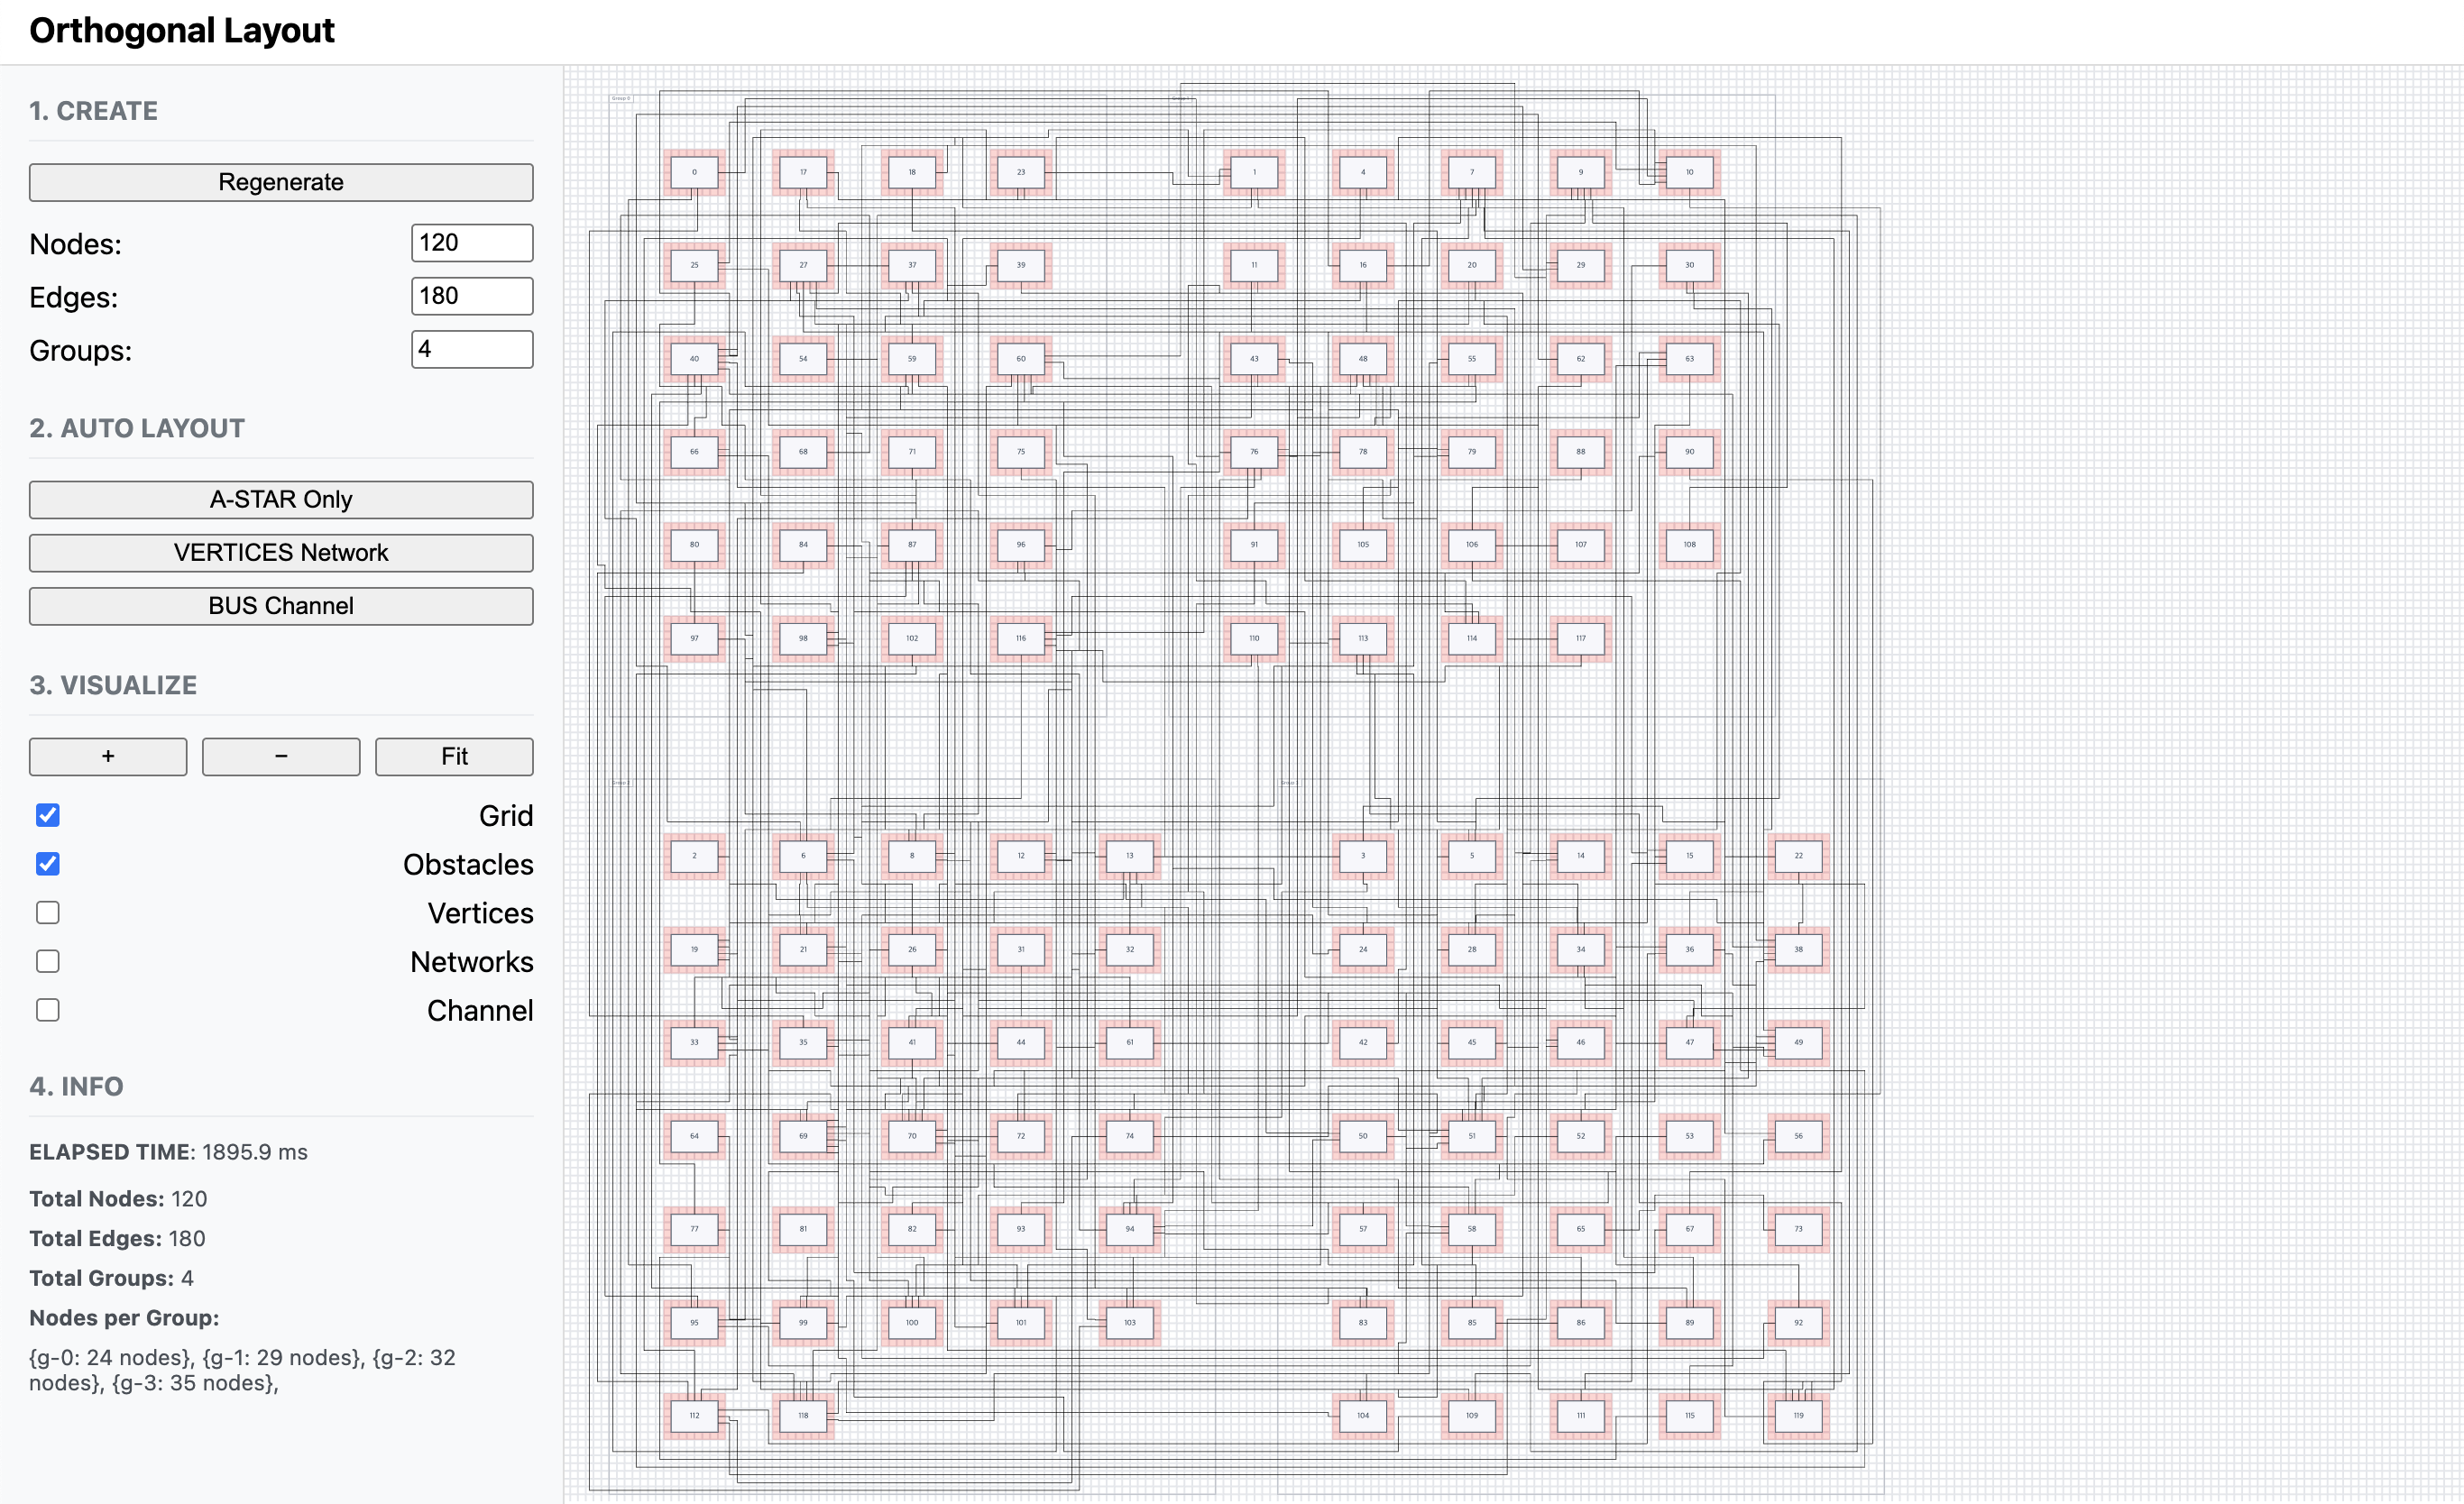 Orthogonal Layout
1. CREATE
Regenerate
Nodes: 120
Edges: 180
Groups: 4
2. AUTO LAYOUT
A-STAR Only
VERTICES Network
BUS Channel
3. VISUALIZE
+ − Fit
Grid
Obstacles
Vertices
Networks
Channel
4. INFO
ELAPSED TIME: 1895.9 ms
Total Nodes: 120
Total Edges: 180
Total Groups: 4
Nodes per Group:
{g-0: 24 nodes}, {g-1: 29 nodes}, {g-2: 32
nodes}, {g-3: 35 nodes},
Group 0
0 17 18 23 1 4 7 9 10
25 27 37 39 11 16 20 29 30
40 54 59 60 43 48 55 62 63
66 68 71 75 76 78 79 88 90
80 84 87 96 91 105 106 107 108
97 98 102 116 110 113 114 117
Group 2 Group 3
2 6 8 12 13 3 5 14 15 22
19 21 26 31 32 24 28 34 36 38
33 35 41 44 61 42 45 46 47 49
64 69 70 72 74 50 51 52 53 56
77 81 82 93 94 57 58 65 67 73
95 99 100 101 103 83 85 86 89 92
112 118 104 109 111 115 119